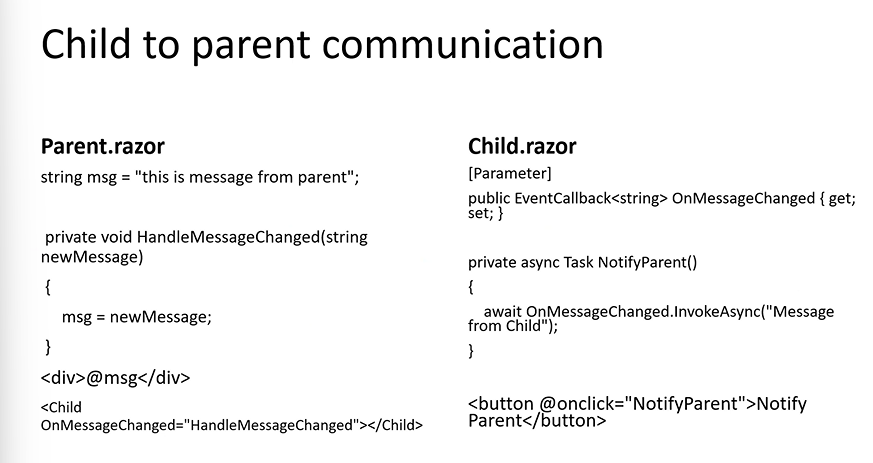 Child to parent communication
Parent.razor
string msg = "this is message from parent";
private void HandleMessageChanged(string
newMessage)
{
msg = newMessage;
}
<div>@msg</div>
<Child
OnMessageChanged="HandleMessageChanged"></Child>
Child.razor
[Parameter]
public EventCallback<string> OnMessageChanged { get;
set; }
private async Task NotifyParent()
{
await OnMessageChanged.InvokeAsync("Message
from Child");
}
<button @onclick="NotifyParent">Notify
Parent</button>